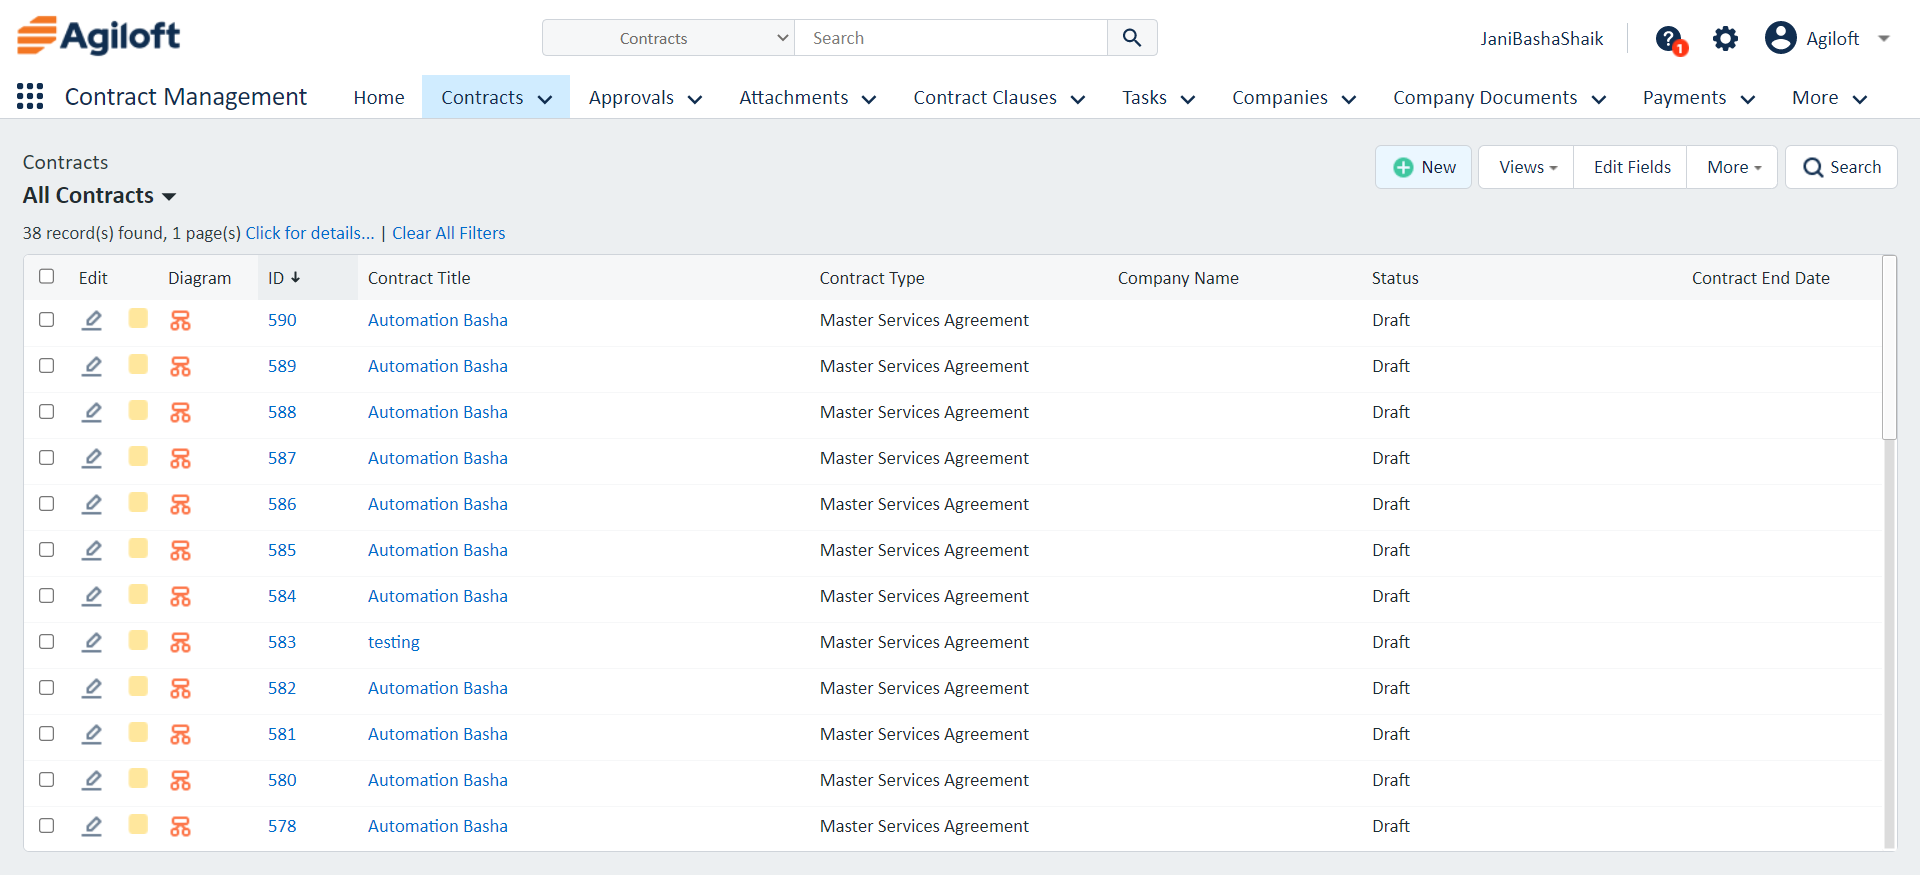 Agiloft
Contracts
Search
JaniBashaShaik
1
Agiloft
Contract Management
Home
Contracts
Approvals
Attachments
Contract Clauses
Tasks
Companies
Company Documents
Payments
More
Contracts
All Contracts
New
Views
Edit Fields
More
Search
38 record(s) found, 1 page(s) Click for details... | Clear All Filters
Edit Diagram ID Contract Title Contract Type Company Name Status Contract End Date
590 Automation Basha Master Services Agreement Draft
589 Automation Basha Master Services Agreement Draft
588 Automation Basha Master Services Agreement Draft
587 Automation Basha Master Services Agreement Draft
586 Automation Basha Master Services Agreement Draft
585 Automation Basha Master Services Agreement Draft
584 Automation Basha Master Services Agreement Draft
583 testing Master Services Agreement Draft
582 Automation Basha Master Services Agreement Draft
581 Automation Basha Master Services Agreement Draft
580 Automation Basha Master Services Agreement Draft
578 Automation Basha Master Services Agreement Draft